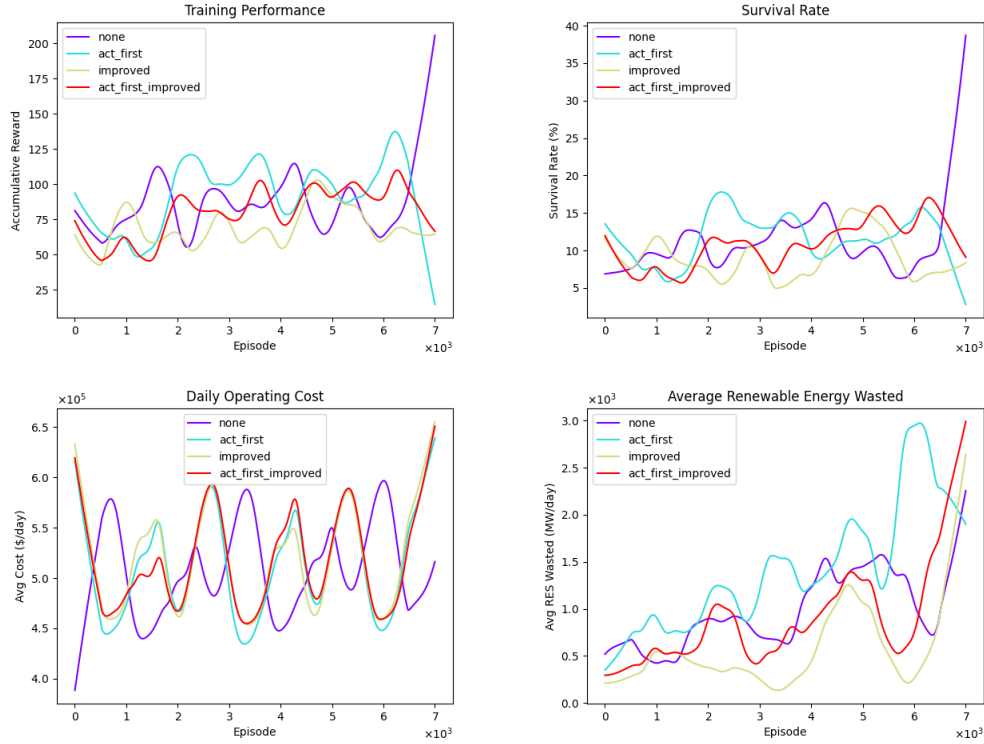 Training Performance
200
175
150
125
100
75
50
25
Accumulative Reward
none
act_first
improved
act_first_improved
0 1 2 3 4 5 6 7
Episode
×10³
Survival Rate
40
35
30
25
20
15
10
5
Survival Rate (%)
none
act_first
improved
act_first_improved
0 1 2 3 4 5 6 7
Episode
×10³
Daily Operating Cost
×10⁵
6.5
6.0
5.5
5.0
4.5
4.0
Avg Cost ($/day)
none
act_first
improved
act_first_improved
0 1 2 3 4 5 6 7
Episode
×10³
Average Renewable Energy Wasted
×10³
3.0
2.5
2.0
1.5
1.0
0.5
0.0
Avg RES Wasted (MW/day)
none
act_first
improved
act_first_improved
0 1 2 3 4 5 6 7
Episode
×10³